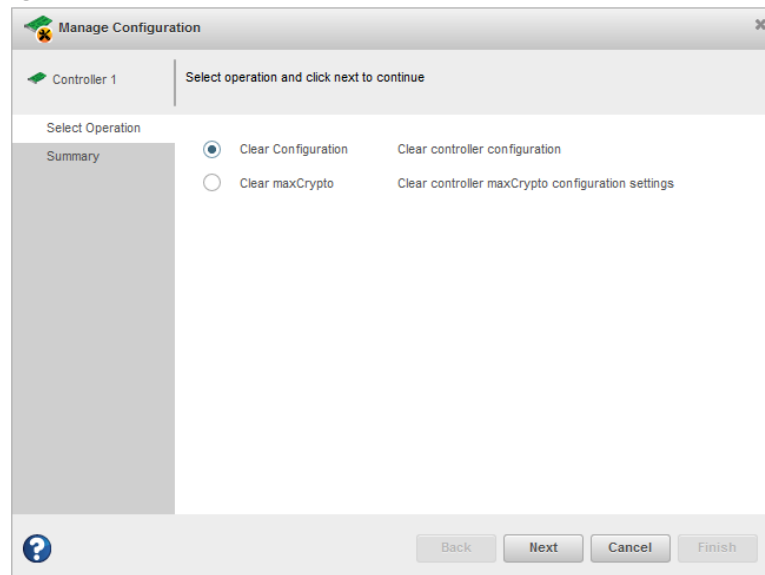 Manage Configuration
Controller 1
Select operation and click next to continue
Select Operation
Summary
Clear Configuration Clear controller configuration
Clear maxCrypto Clear controller maxCrypto configuration settings
? Back Next Cancel Finish